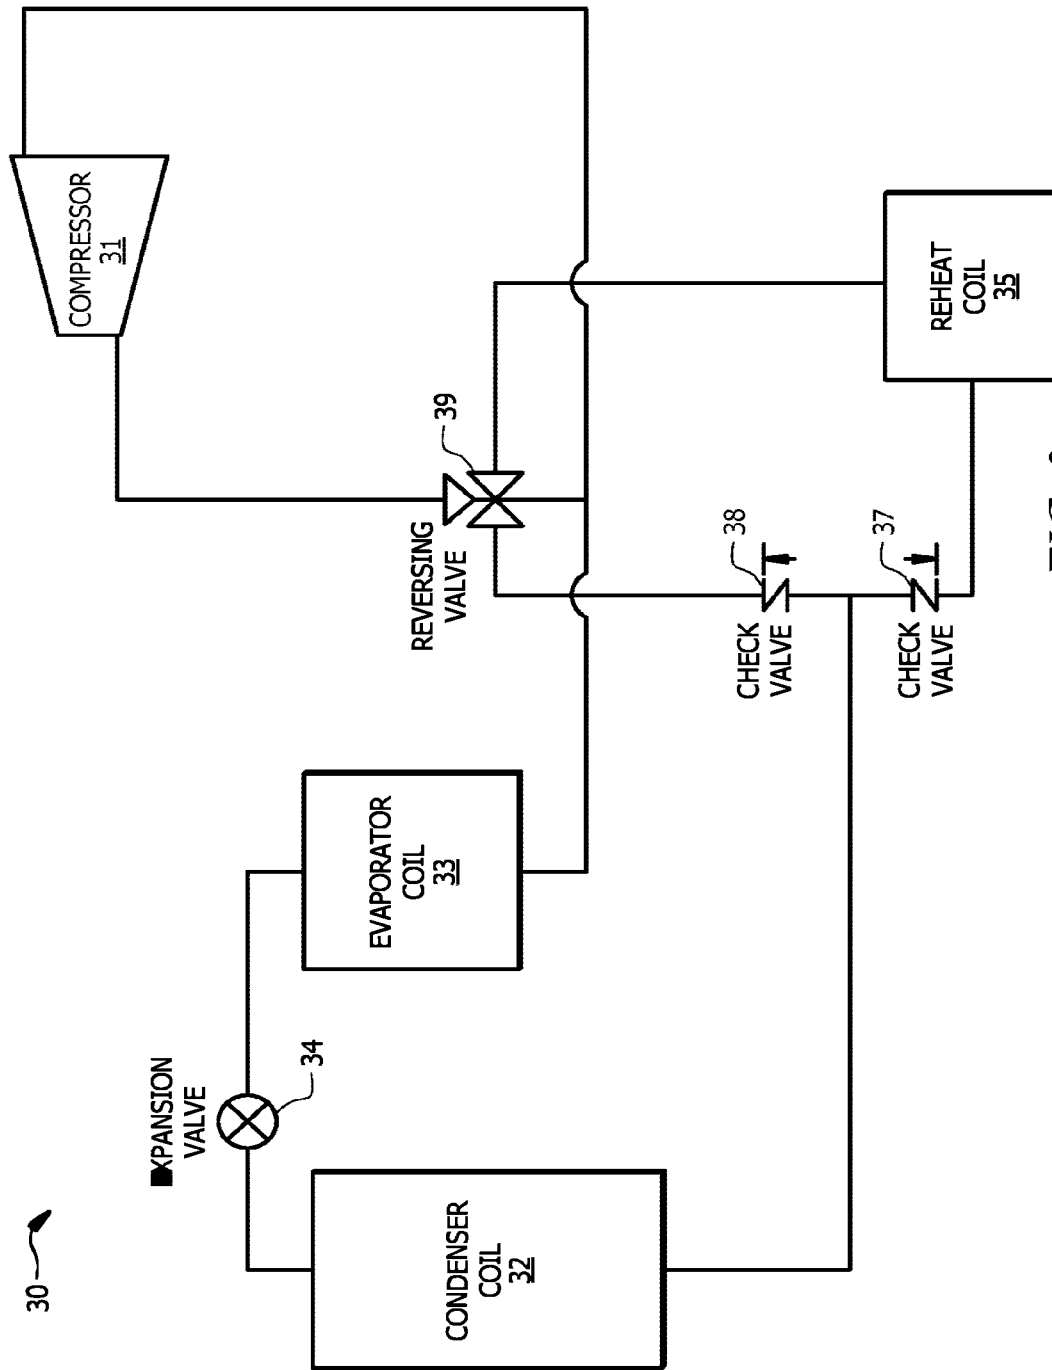 30
COMPRESSOR
31
XPANSION
VALVE
34
EVAPORATOR
COIL
33
REVERSING
VALVE
39
CONDENSER
COIL
32
CHECK
VALVE
38
CHECK
VALVE
37
REHEAT
COIL
35